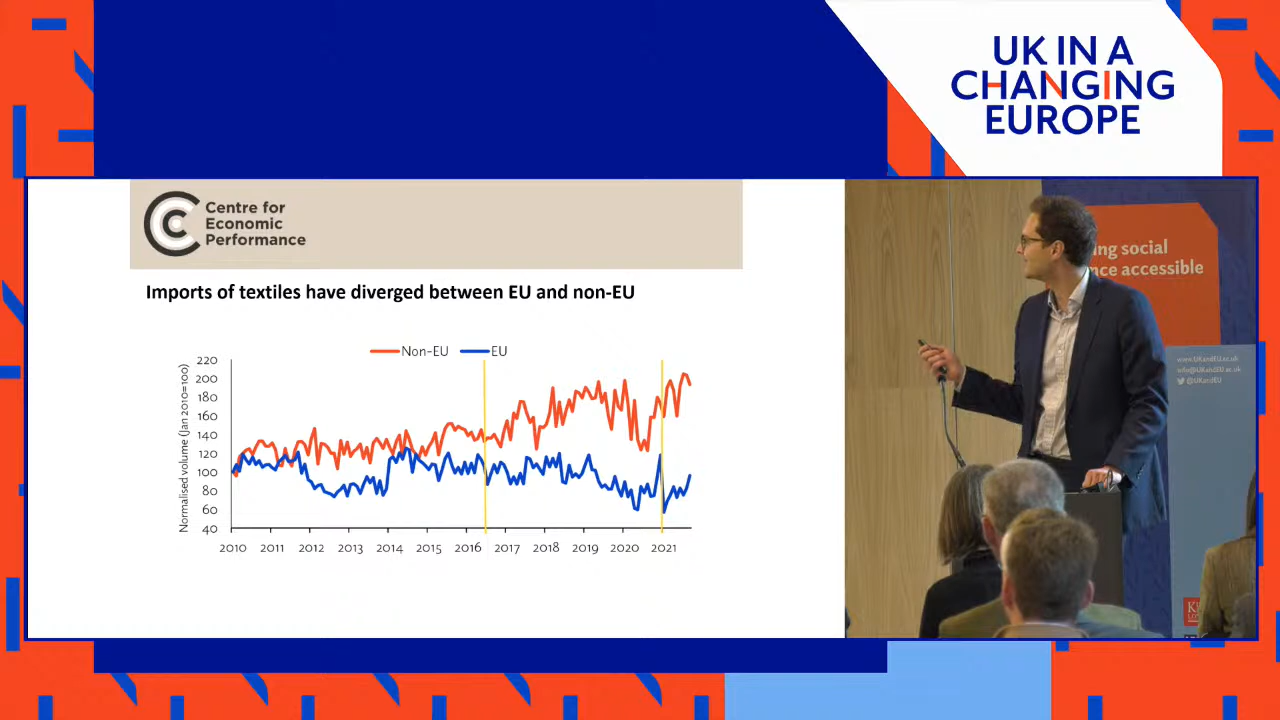 UK IN A
CHANGING
EUROPE
Centre for
Economic
Performance
Imports of textiles have diverged between EU and non-EU
Non-EU EU
Normalised volume (Jan 2010=100)
220
200
180
160
140
120
100
80
60
40
2010 2011 2012 2013 2014 2015 2016 2017 2018 2019 2020 2021
social
accessible
www.UKandEU.ac.uk
info@UKandEU.ac.uk
@UKandEU